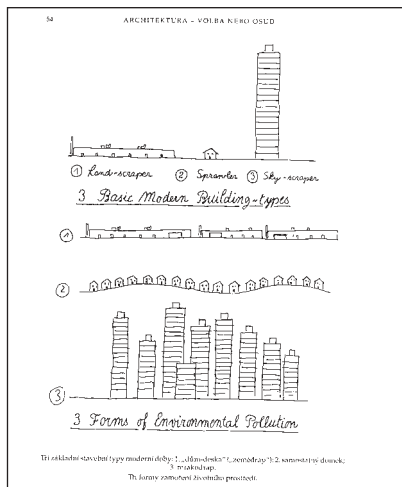 54 ARCHITEKTURA – VOLBA NEBO OSUD
① Land-scraper ② Sprawler ③ Sky-scraper
3 Basic Modern Building-types
①
②
③
3 Forms of Environmental Pollution
Tři základní stavební typy moderní doby: 1. „dům-deska“ („zemědrap“); 2. samostatný domek;
3. mrakodrap.
Tři formy zamoření životního prostředí.